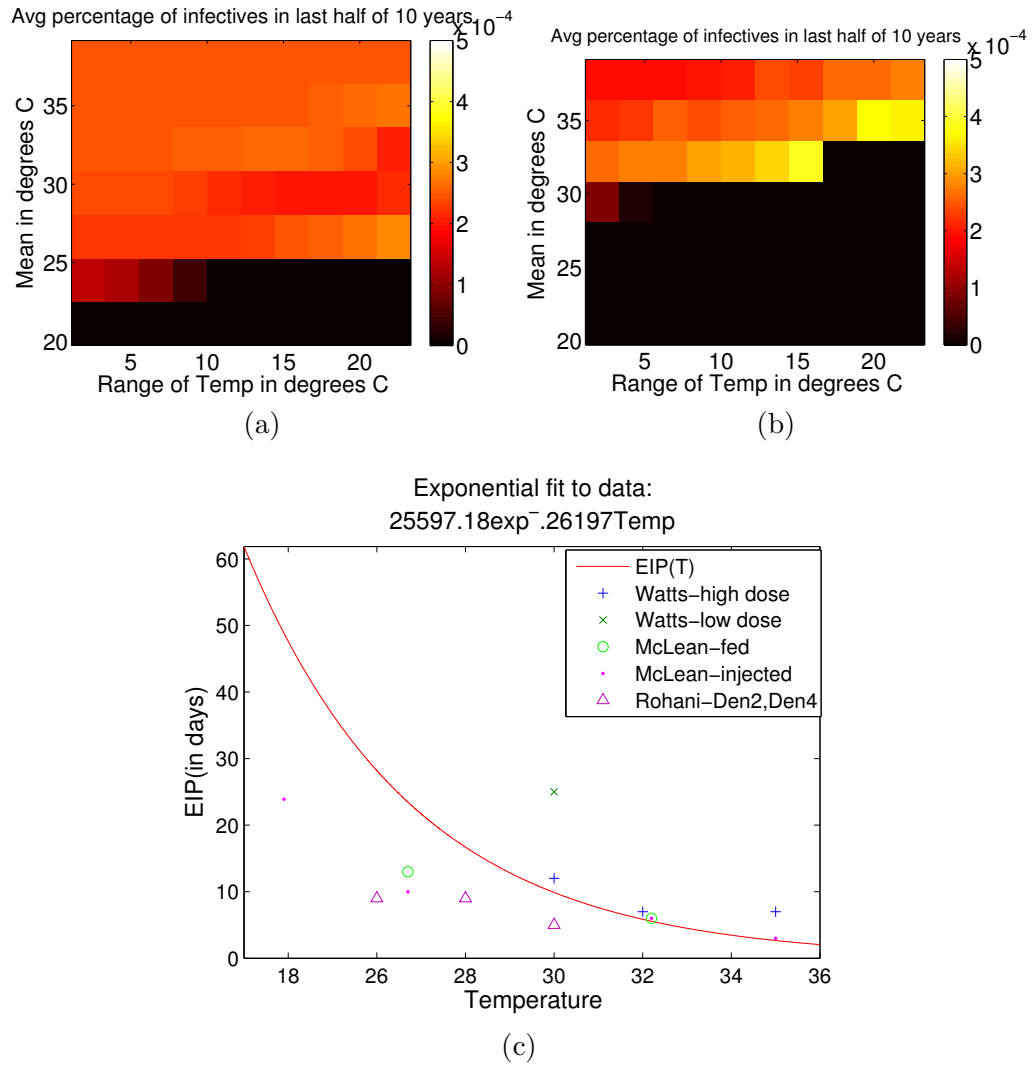 Avg percentage of infectives in last half of 10 years
x 10⁻⁴
Mean in degrees C
35
30
25
20
5
10
15
20
Range of Temp in degrees C
5
4
3
2
1
0
(a)
Avg percentage of infectives in last half of 10 years
x 10⁻⁴
Mean in degrees C
35
30
25
20
5
10
15
20
Range of Temp in degrees C
5
4
3
2
1
0
(b)
Exponential fit to data:
25597.18exp⁻.26197Temp
EIP(in days)
60
50
40
30
20
10
0
18
26
28
30
32
34
36
Temperature
EIP(T)
Watts−high dose
Watts−low dose
McLean−fed
McLean−injected
Rohani−Den2,Den4
(c)